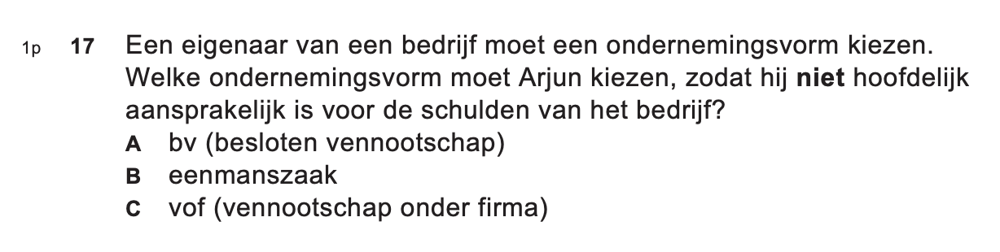 1p 17 Een eigenaar van een bedrijf moet een ondernemingsvorm kiezen.
Welke ondernemingsvorm moet Arjun kiezen, zodat hij niet hoofdelijk
aansprakelijk is voor de schulden van het bedrijf?
A bv (besloten vennootschap)
B eenmanszaak
C vof (vennootschap onder firma)